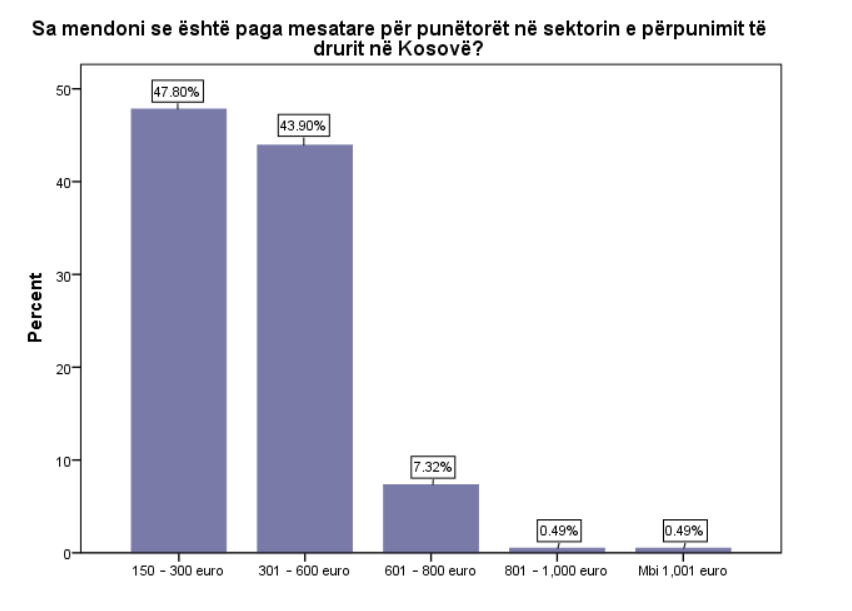 Sa mendoni se është paga mesatare për punëtorët në sektorin e përpunimit të
drurit në Kosovë?
Percent
50
40
30
20
10
0
47.80%
43.90%
7.32%
0.49%
0.49%
150 - 300 euro
301 - 600 euro
601 - 800 euro
801 - 1,000 euro
Mbi 1,001 euro